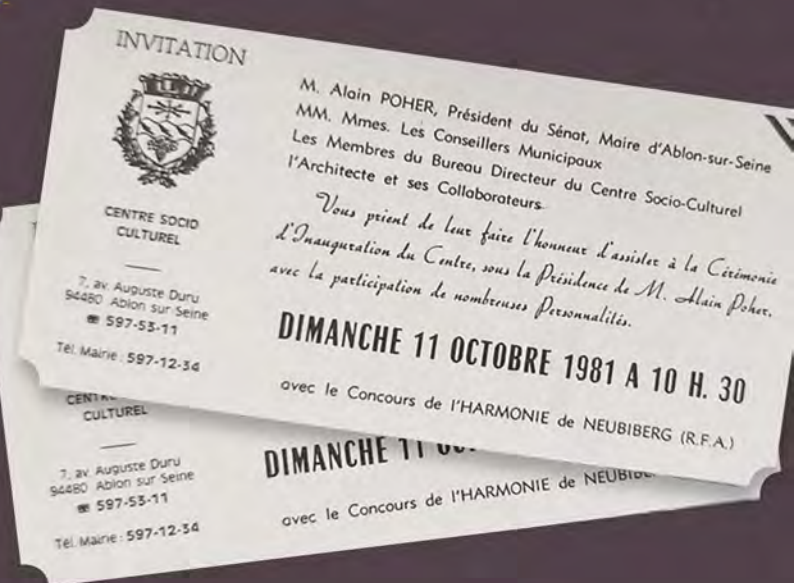 INVITATION
CENTRE SOCIO
CULTUREL
7, av. Auguste Duru
94480 Ablon sur Seine
☎ 597-53-11
Tél. Mairie : 597-12-34
M. Alain POHER, Président du Sénat, Maire d'Ablon-sur-Seine
MM. Mmes. Les Conseillers Municipaux
Les Membres du Bureau Directeur du Centre Socio-Culturel
l'Architecte et ses Collaborateurs
Vous prient de leur faire l'honneur d'assister à la Cérémonie
d'Inauguration du Centre, sous la Présidence de M. Alain Poher,
avec la participation de nombreuses Personnalités.
DIMANCHE 11 OCTOBRE 1981 A 10 H. 30
avec le Concours de l'HARMONIE de NEUBIBERG (R.F.A.)
CULTUREL
7, av. Auguste Duru
94480 Ablon sur Seine
☎ 597-53-11
Tél. Mairie : 597-12-34
DIMANCHE 11
avec le Concours de l'HARMONIE de